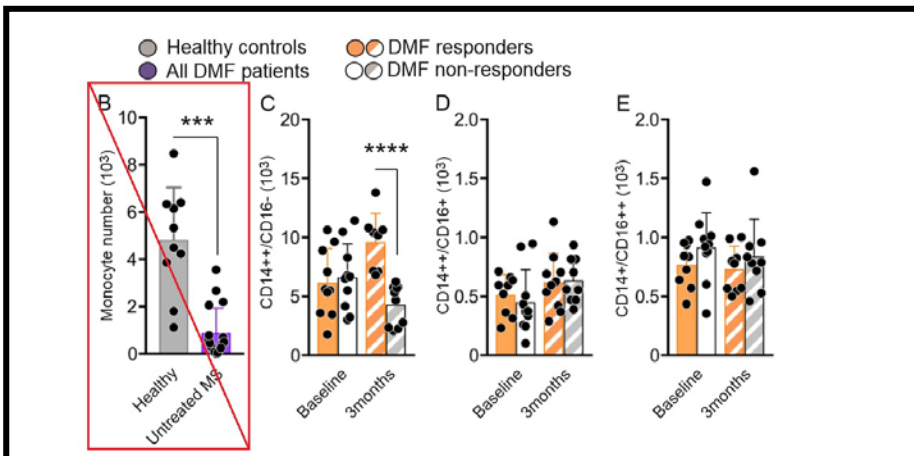 Healthy controls
DMF responders
All DMF patients
DMF non-responders
B
C
D
E
Monocyte number (10³)
10
8
6
4
2
0
***
Healthy
Untreated MS
CD14++/CD16- (10³)
20
15
10
5
0
****
Baseline
3months
CD14++/CD16+ (10³)
2.0
1.5
1.0
0.5
0
Baseline
3months
CD14+/CD16++ (10³)
2.0
1.5
1.0
0.5
0
Baseline
3months